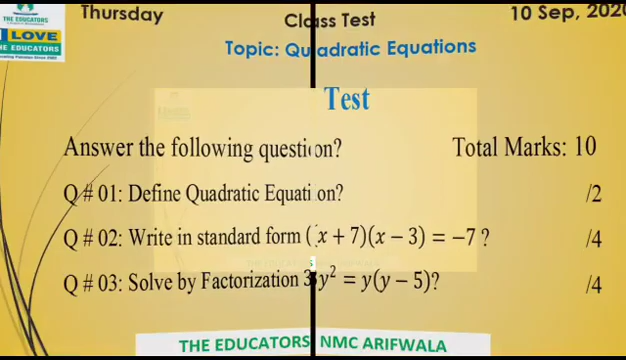 THE EDUCATORS
I LOVE
THE EDUCATORS
Thursday
Class Test
10 Sep, 2020
Topic: Quadratic Equations
Test
Answer the following question?
Total Marks: 10
Q # 01: Define Quadratic Equation?
/2
Q # 02: Write in standard form (x + 7)(x − 3) = −7 ?
/4
Q # 03: Solve by Factorization 3y² = y(y − 5)?
/4
THE EDUCATORS NMC ARIFWALA